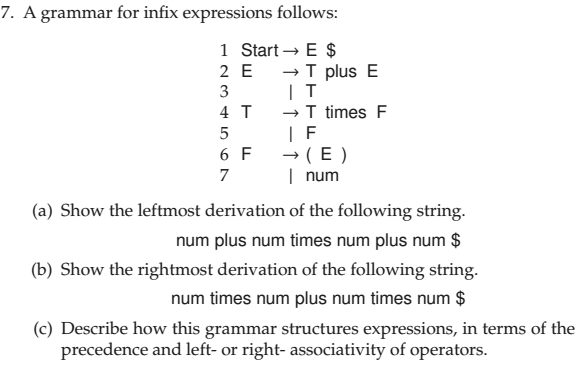 7. A grammar for infix expressions follows:
1 Start → E $
2 E → T plus E
3 | T
4 T → T times F
5 | F
6 F → ( E )
7 | num
(a) Show the leftmost derivation of the following string.
num plus num times num plus num $
(b) Show the rightmost derivation of the following string.
num times num plus num times num $
(c) Describe how this grammar structures expressions, in terms of the
precedence and left- or right- associativity of operators.